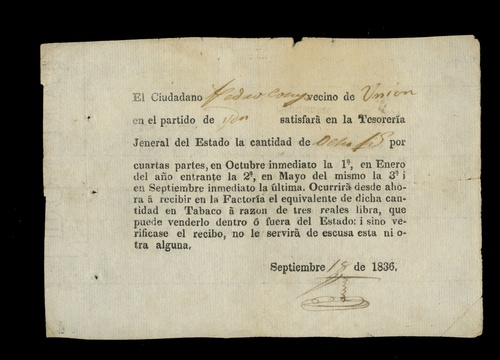 El Ciudadano Pedro vecino de Union
en el partido de satisfará en la Tesorería
Jeneral del Estado la cantidad de Ocho por
cuartas partes, en Octubre inmediato la 1ª, en Enero
del año entrante la 2ª, en Mayo del mismo la 3ª i
en Septiembre inmediato la última. Ocurrirá desde aho-
ra à recibir en la Factoría el equivalente de dicha can-
tidad en Tabaco à razon de tres reales libra, que
puede venderlo dentro ó fuera del Estado: i sino ve-
rificase el recibo, no le servirà de escusa esta ni o-
tra alguna.
Septiembre 18 de 1836.